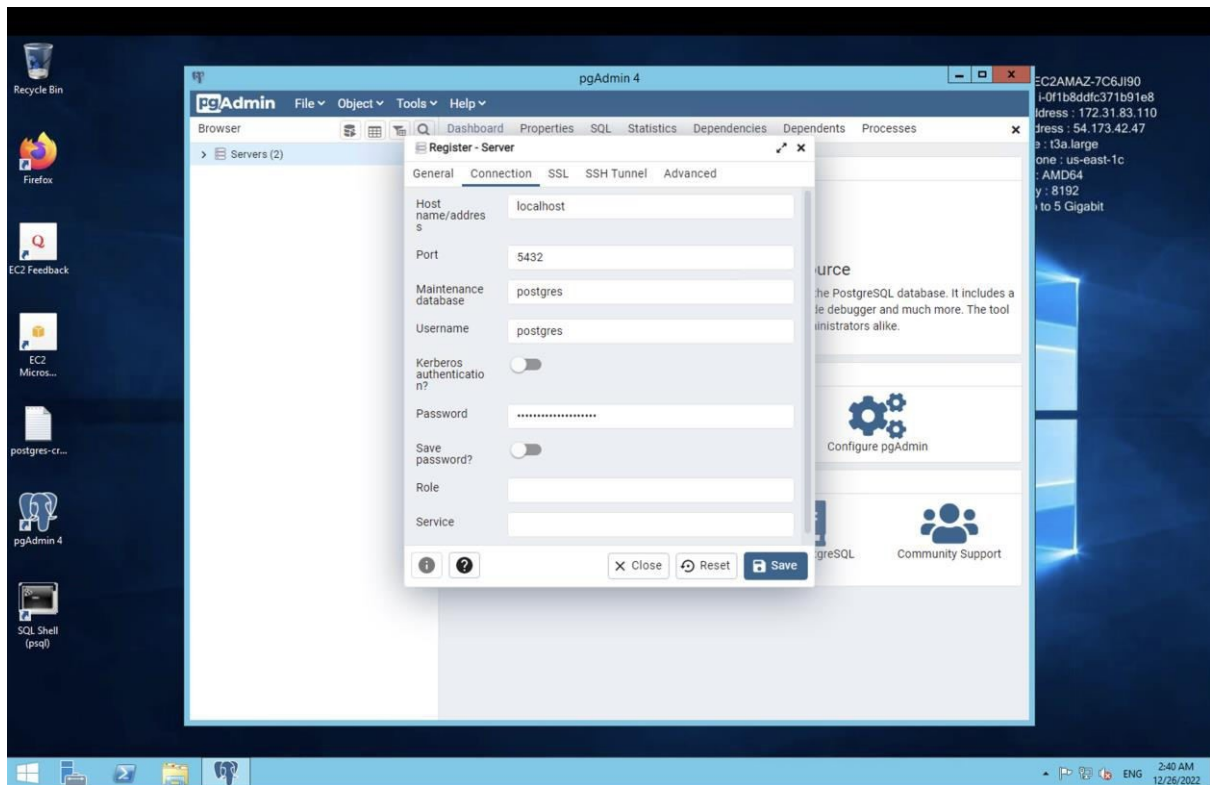 Recycle Bin
Firefox
EC2 Feedback
EC2
Micros...
postgres-cr...
pgAdmin 4
SQL Shell
(psql)
pgAdmin 4
pgAdmin File Object Tools Help
Browser
Dashboard Properties SQL Statistics Dependencies Dependents Processes
Servers (2)
Register - Server
General Connection SSL SSH Tunnel Advanced
Host
name/addres
s
localhost
Port
5432
Maintenance
database
postgres
Username
postgres
Kerberos
authenticatio
n?
Password
••••••••••••••••••••
Save
password?
Role
Service
Close Reset Save
urce
the PostgreSQL database. It includes a
le debugger and much more. The tool
inistrators alike.
Configure pgAdmin
tgreSQL
Community Support
EC2AMAZ-7C6JI90
i-0f1b8ddfc371b91e8
ddress : 172.31.83.110
dress : 54.173.42.47
e : t3a.large
one : us-east-1c
: AMD64
y : 8192
to 5 Gigabit
ENG
2:40 AM
12/26/2022